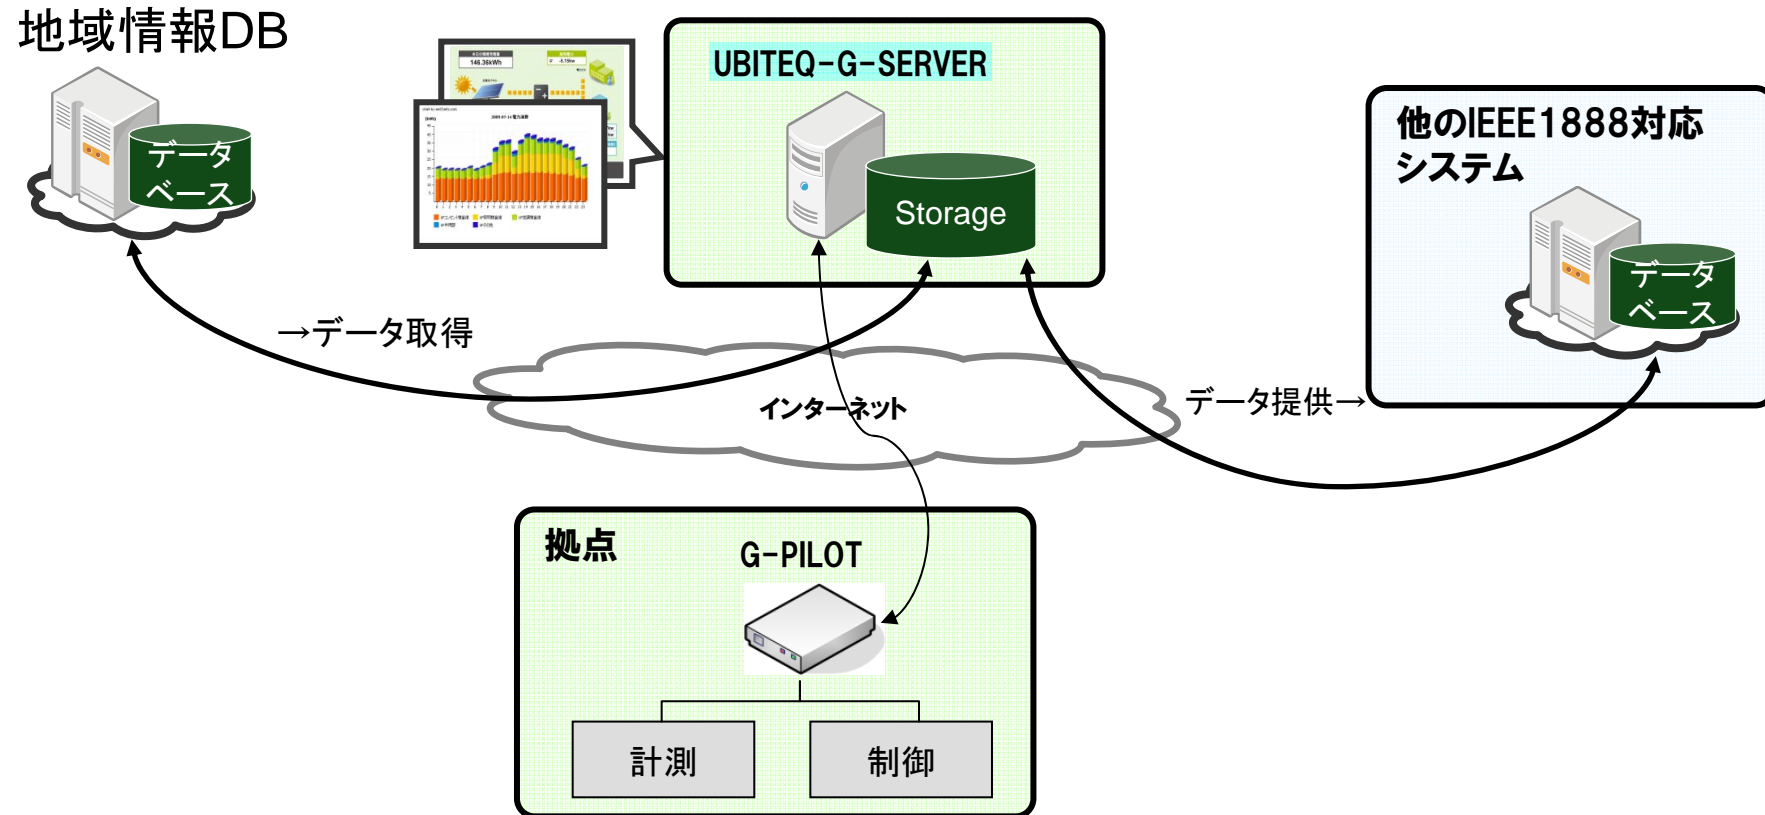 地域情報DB
データ
ベース
146.36kWh
UBITEQ-G-SERVER
Storage
他のIEEE1888対応
システム
データ
ベース
→データ取得
インターネット
データ提供→
拠点
G-PILOT
計測
制御